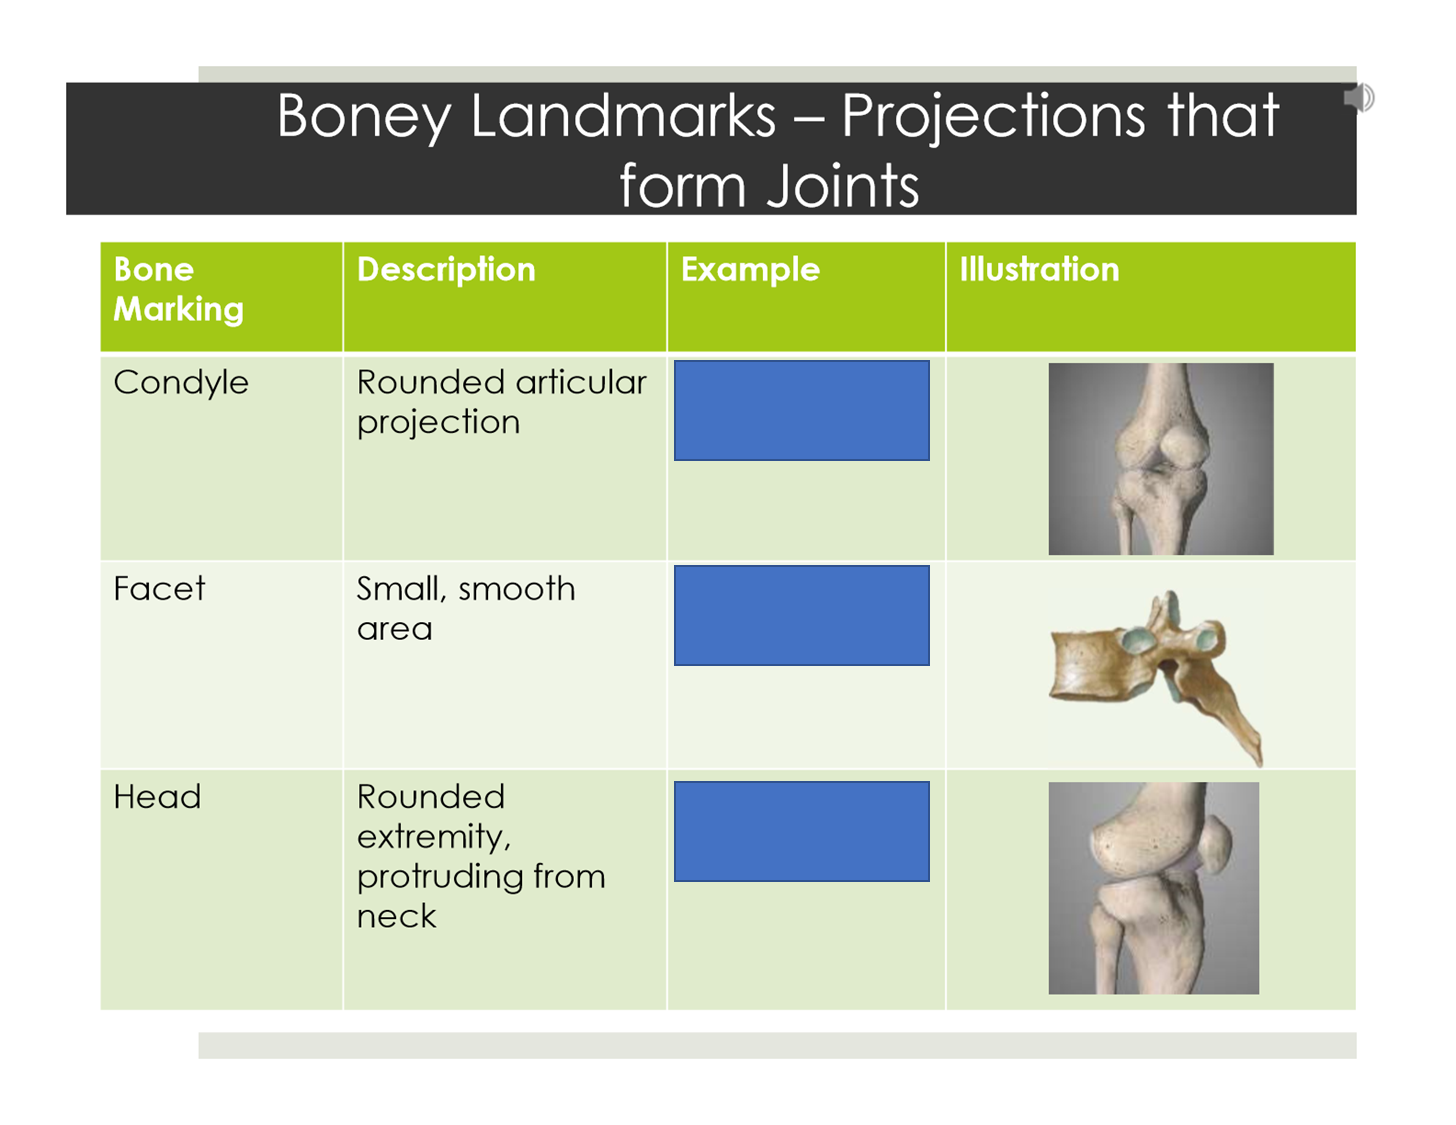 Boney Landmarks – Projections that
form Joints
Bone
Marking
Description
Example
Illustration
Condyle
Rounded articular
projection
Facet
Small, smooth
area
Head
Rounded
extremity,
protruding from
neck